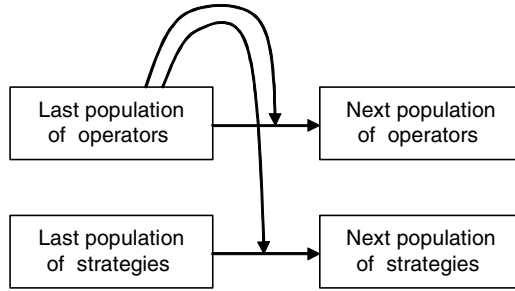 Last population
of operators
Next population
of operators
Last population
of strategies
Next population
of strategies